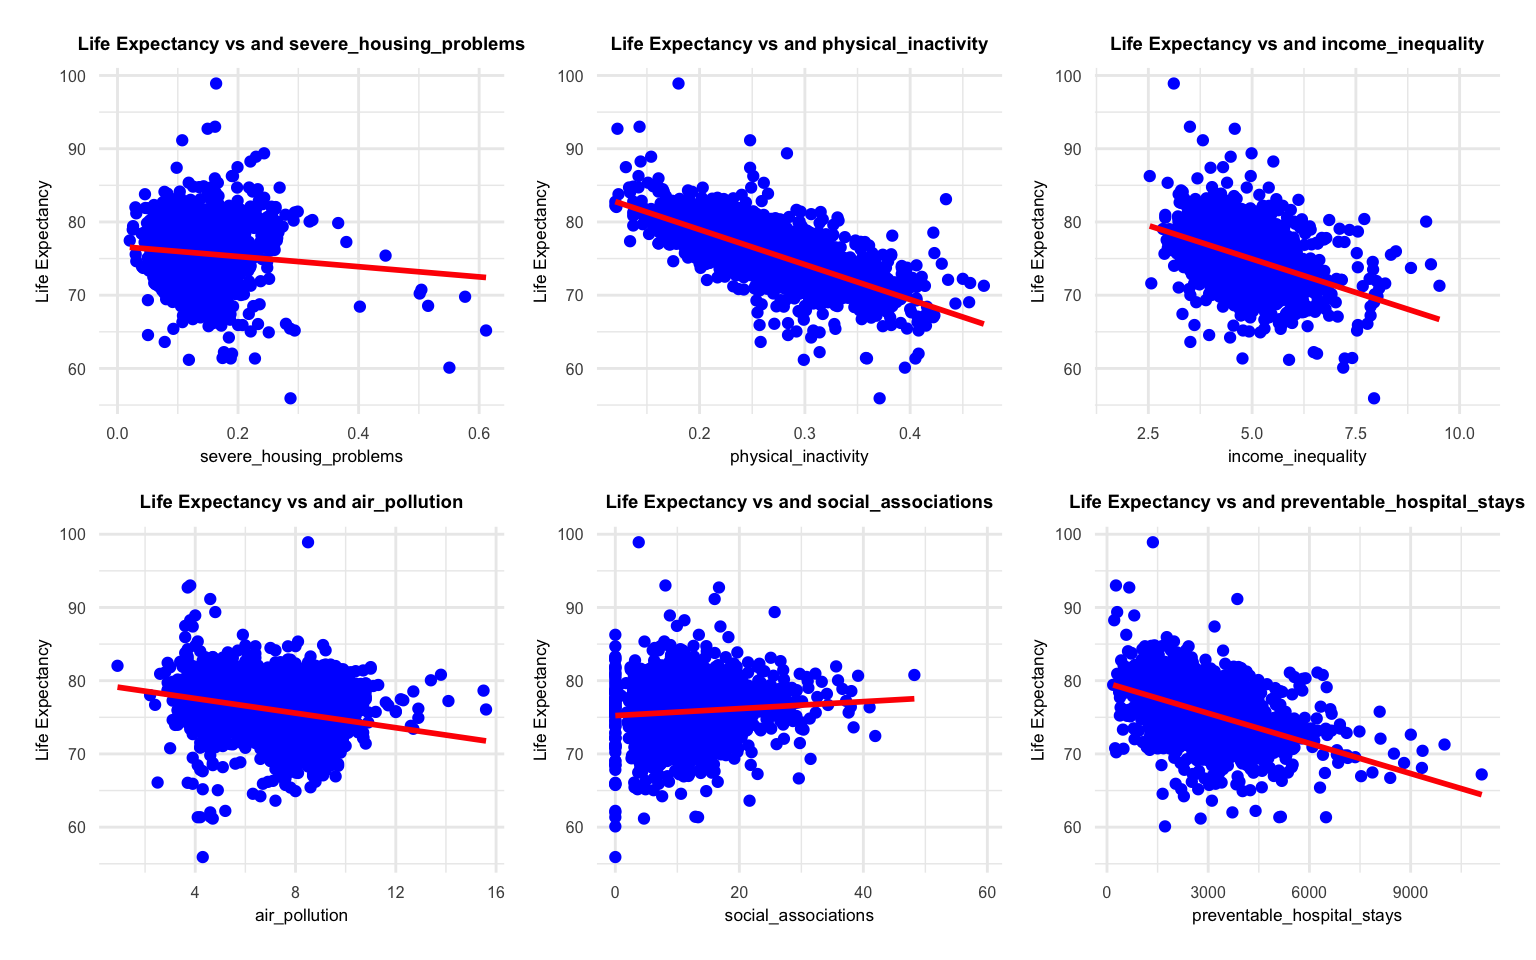 Life Expectancy vs and severe_housing_problems
100
90
80
70
60
Life Expectancy
0.0 0.2 0.4 0.6
severe_housing_problems
Life Expectancy vs and physical_inactivity
100
90
80
70
60
Life Expectancy
0.2 0.3 0.4
physical_inactivity
Life Expectancy vs and income_inequality
100
90
80
70
60
Life Expectancy
2.5 5.0 7.5 10.0
income_inequality
Life Expectancy vs and air_pollution
100
90
80
70
60
Life Expectancy
4 8 12 16
air_pollution
Life Expectancy vs and social_associations
100
90
80
70
60
Life Expectancy
0 20 40 60
social_associations
Life Expectancy vs and preventable_hospital_stays
100
90
80
70
60
Life Expectancy
0 3000 6000 9000
preventable_hospital_stays